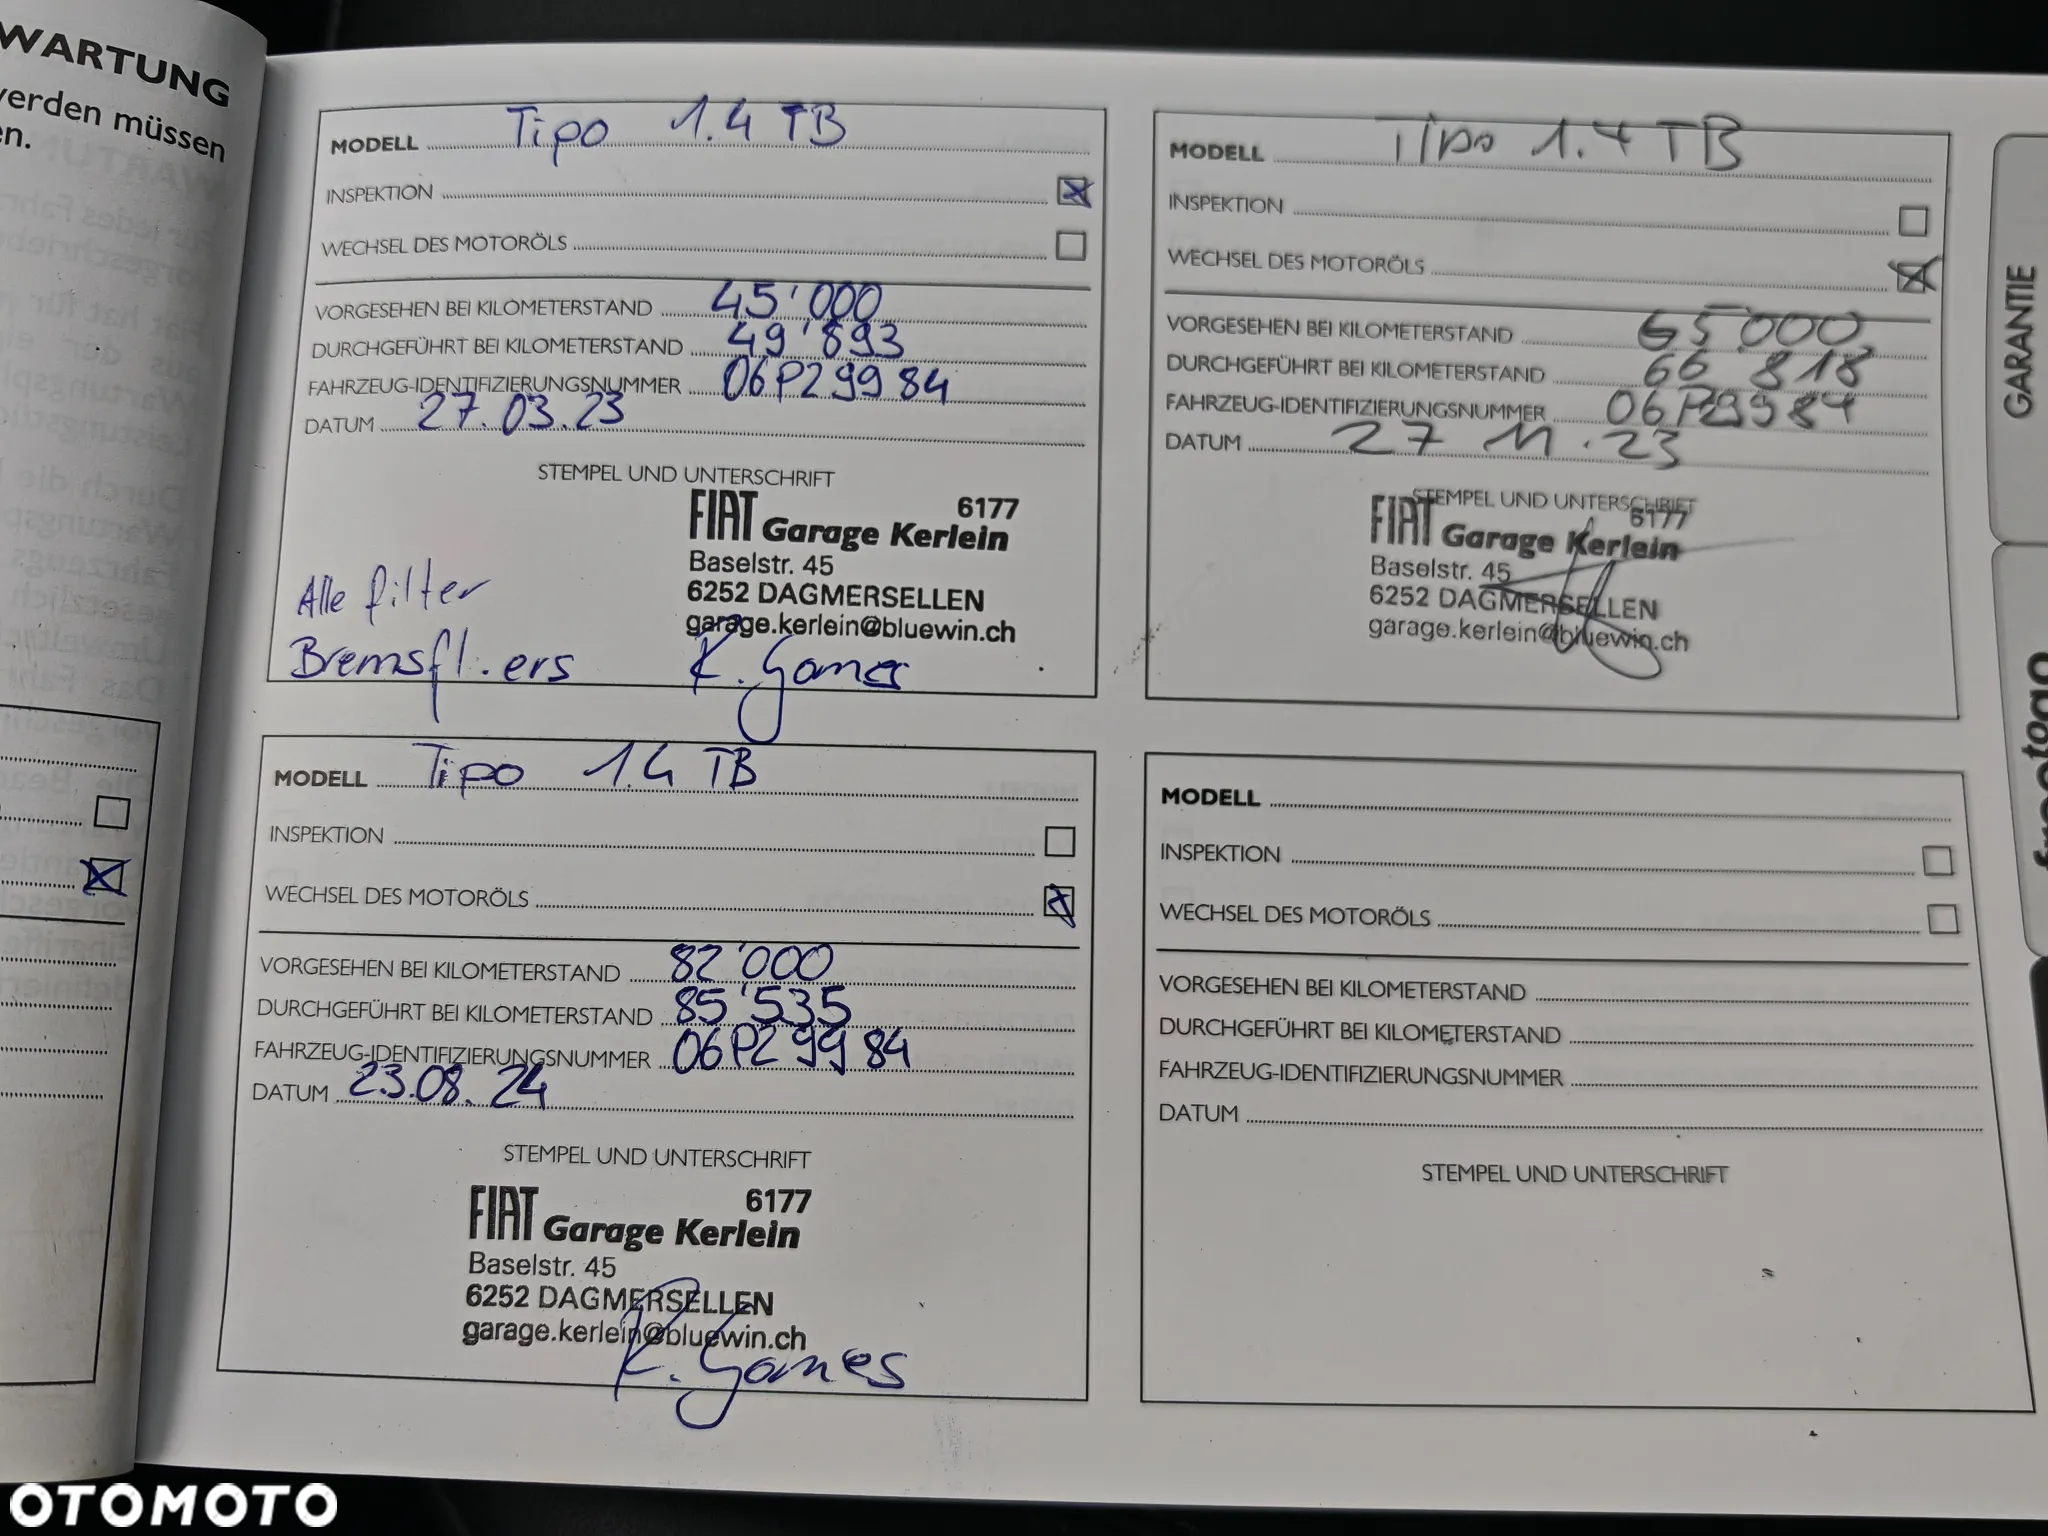 WARTUNG
werden müssen
en.
MODELL Tipo 1.4 TB
INSPEKTION
WECHSEL DES MOTORÖLS
VORGESEHEN BEI KILOMETERSTAND 45'000
DURCHGEFÜHRT BEI KILOMETERSTAND 49'893
FAHRZEUG-IDENTIFIZIERUNGSNUMMER 06P29984
DATUM 27.03.23
STEMPEL UND UNTERSCHRIFT
FIAT 6177
Garage Kerlein
Baselstr. 45
6252 DAGMERSELLEN
garage.kerlein@bluewin.ch
Alle filter
Bremsfl. ers
K. Gomes
MODELL Tipo 1.4 TB
INSPEKTION
WECHSEL DES MOTORÖLS
VORGESEHEN BEI KILOMETERSTAND 65'000
DURCHGEFÜHRT BEI KILOMETERSTAND 66'818
FAHRZEUG-IDENTIFIZIERUNGSNUMMER 06P29984
DATUM 27 11.23
STEMPEL UND UNTERSCHRIFT
FIAT 6177
Garage Kerlein
Baselstr. 45
6252 DAGMERSELLEN
garage.kerlein@bluewin.ch
MODELL Tipo 1.4 TB
INSPEKTION
WECHSEL DES MOTORÖLS
VORGESEHEN BEI KILOMETERSTAND 82'000
DURCHGEFÜHRT BEI KILOMETERSTAND 85'535
FAHRZEUG-IDENTIFIZIERUNGSNUMMER 06P29984
DATUM 23.08.24
STEMPEL UND UNTERSCHRIFT
FIAT 6177
Garage Kerlein
Baselstr. 45
6252 DAGMERSELLEN
garage.kerlein@bluewin.ch
K. Gomes
MODELL
INSPEKTION
WECHSEL DES MOTORÖLS
VORGESEHEN BEI KILOMETERSTAND
DURCHGEFÜHRT BEI KILOMETERSTAND
FAHRZEUG-IDENTIFIZIERUNGSNUMMER
DATUM
STEMPEL UND UNTERSCHRIFT
GARANTIE
OTOMOTO